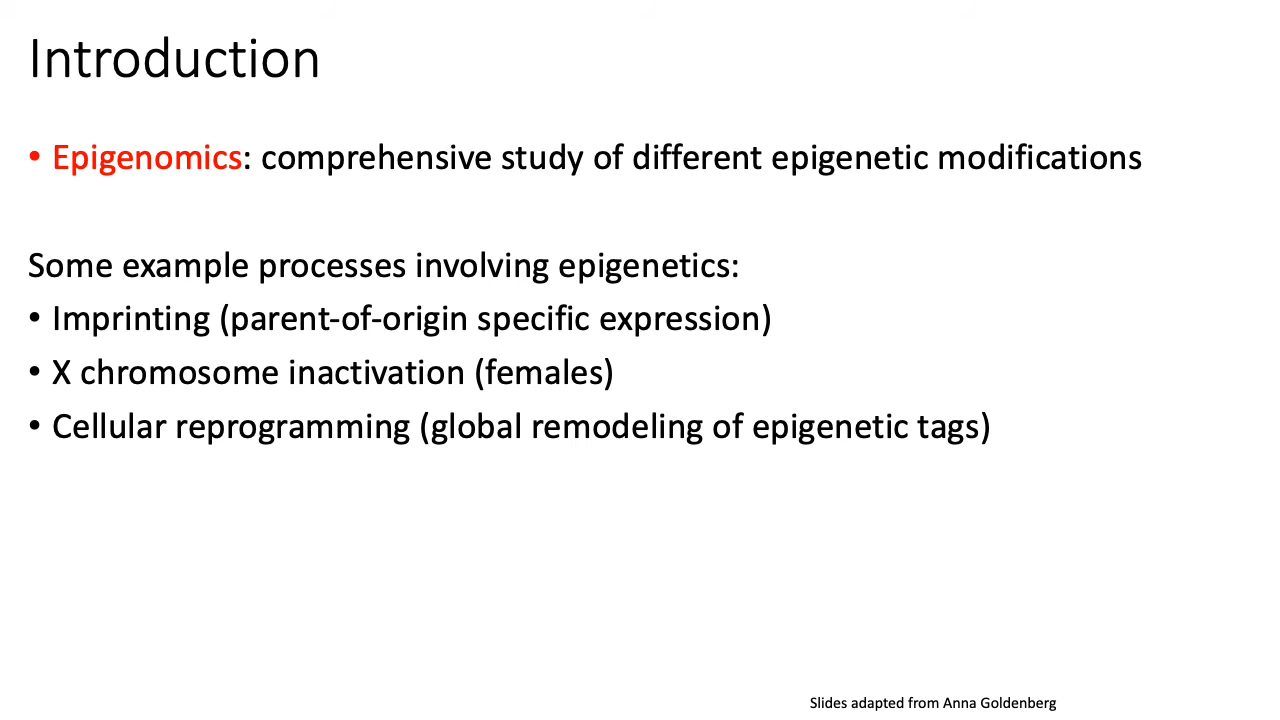 Introduction
• Epigenomics: comprehensive study of different epigenetic modifications
Some example processes involving epigenetics:
• Imprinting (parent-of-origin specific expression)
• X chromosome inactivation (females)
• Cellular reprogramming (global remodeling of epigenetic tags)
Slides adapted from Anna Goldenberg